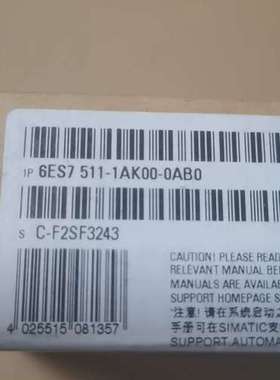 1P 6ES7 511-1AK00-0AB0
S C-F2SF3243
CAUTION! PLEASE READ
RELEVANT MANUAL BE
MANUALS ARE AVAILABLE
SUPPORT HOMEPAGE S
注意! 请在系统启动之
手册可在SIMATIC支
SUPPORT.AUTOMA
4 025515 081357